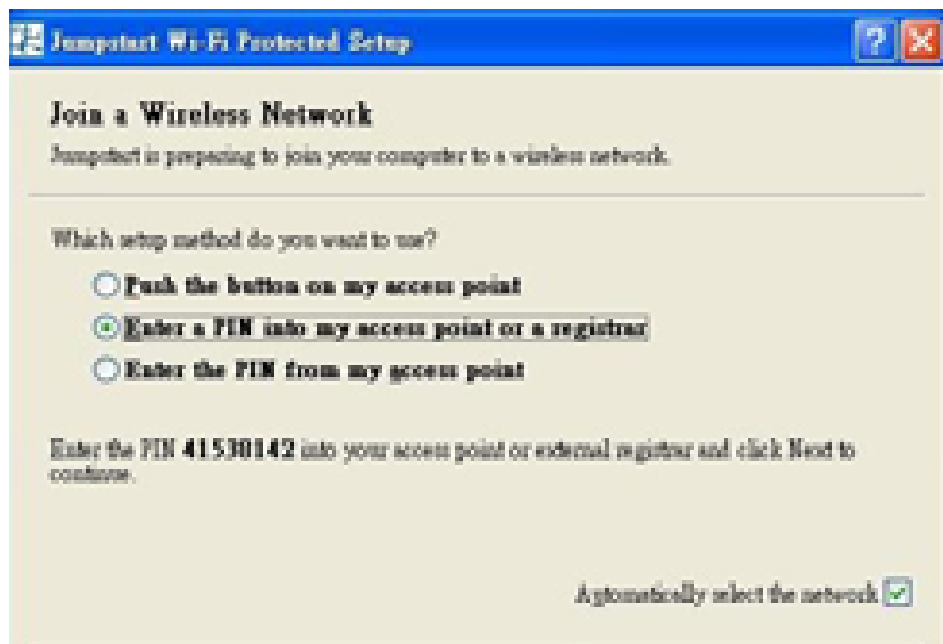 Jumpstart Wi-Fi Protected Setup
Join a Wireless Network
Jumpstart is preparing to join your computer to a wireless network.
Which setup method do you want to use?
Push the button on my access point
Enter a PIN into my access point or a registrar
Enter the PIN from my access point
Enter the PIN 41538142 into your access point or external registrar and click Next to
continue.
Automatically select the network